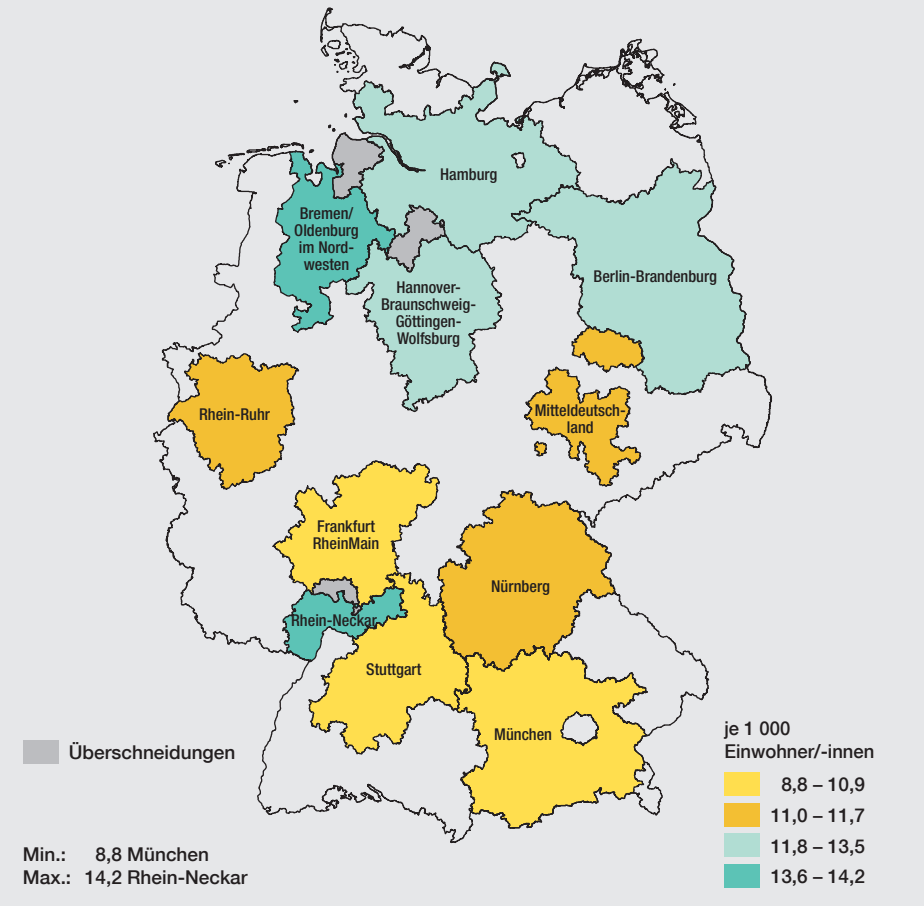 Hamburg
Bremen/
Oldenburg
im Nord-
westen
Berlin-Brandenburg
Hannover-
Braunschweig-
Göttingen-
Wolfsburg
Rhein-Ruhr
Mitteldeutsch-
land
Frankfurt
RheinMain
Nürnberg
Rhein-Neckar
Stuttgart
München
Überschneidungen
je 1 000
Einwohner/-innen
8,8 – 10,9
11,0 – 11,7
11,8 – 13,5
13,6 – 14,2
Min.: 8,8 München
Max.: 14,2 Rhein-Neckar